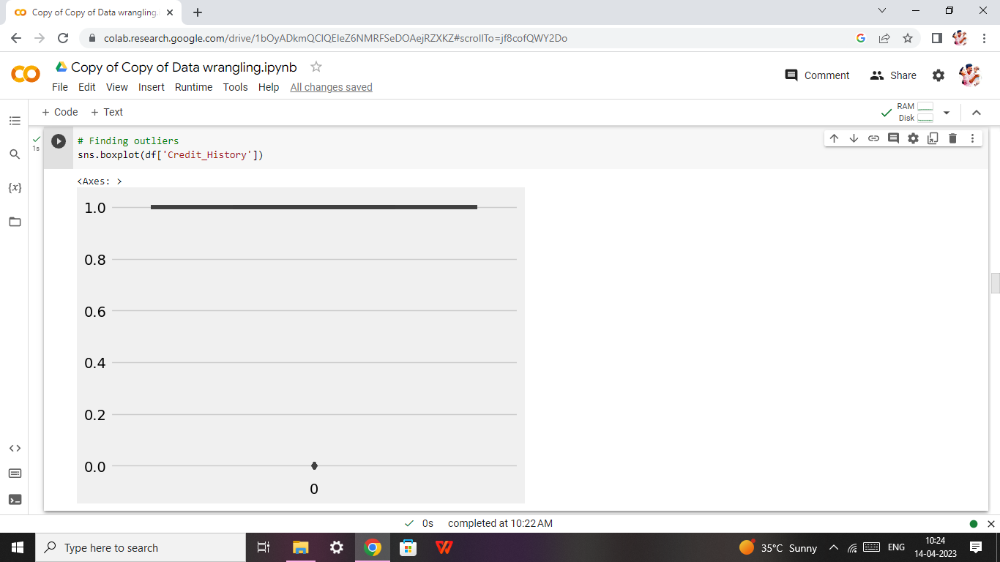 Copy of Copy of Data wrangling.
colab.research.google.com/drive/1bOyADkmQClQEIeZ6NMRFSeDOAejRZXKZ#scrollTo=jf8cofQWY2Do
Copy of Copy of Data wrangling.ipynb
Comment
Share
File Edit View Insert Runtime Tools Help All changes saved
+ Code + Text
RAM
Disk
1s
# Finding outliers
sns.boxplot(df['Credit_History'])
{x}
<Axes: >
1.0
0.8
0.6
0.4
0.2
0.0
0
0s completed at 10:22 AM
Type here to search
35°C Sunny
ENG
10:24
14-04-2023